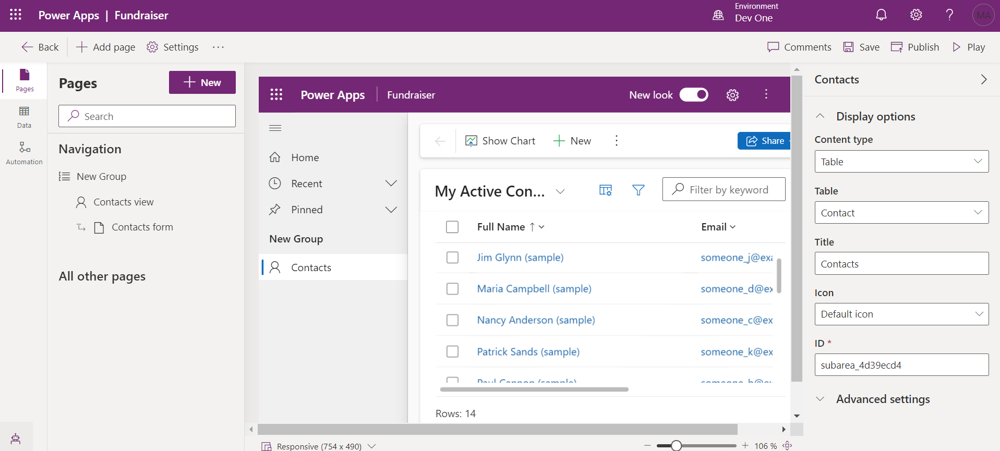 Power Apps | Fundraiser
Environment
Dev One
MA
Back
Add page
Settings
...
Comments
Save
Publish
Play
Pages
Data
Automation
Pages
New
Search
Navigation
New Group
Contacts view
Contacts form
All other pages
Power Apps
Fundraiser
New look
Home
Recent
Pinned
New Group
Contacts
Show Chart
New
Share
My Active Con...
Filter by keyword
Full Name
Email
Jim Glynn (sample) someone_j@exa
Maria Campbell (sample) someone_d@ex
Nancy Anderson (sample) someone_c@ex
Patrick Sands (sample) someone_k@ex
Paul Cannon (sample)
Rows: 14
Responsive (754 x 490)
106 %
Contacts
Display options
Content type
Table
Table
Contact
Title
Contacts
Icon
Default icon
ID *
subarea_4d39ecd4
Advanced settings